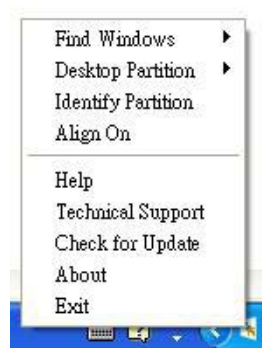 Find Windows
Desktop Partition
Identify Partition
Align On
Help
Technical Support
Check for Update
About
Exit